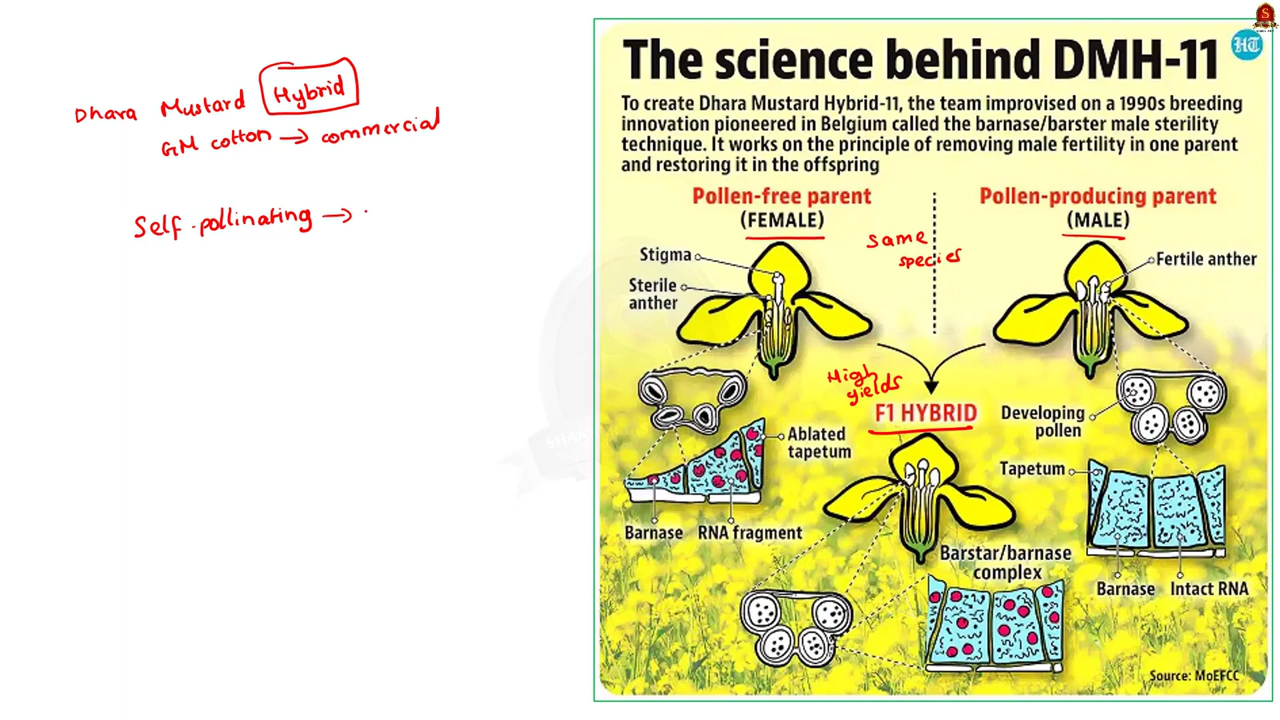 Dhara Mustard Hybrid
GM cotton → commercial
Self-pollinating →
The science behind DMH-11
HT
To create Dhara Mustard Hybrid-11, the team improvised on a 1990s breeding
innovation pioneered in Belgium called the barnase/barster male sterility
technique. It works on the principle of removing male fertility in one parent
and restoring it in the offspring
Pollen-free parent
(FEMALE)
Pollen-producing parent
(MALE)
same
species
Stigma
Sterile
anther
Fertile anther
High
yields
F1 HYBRID
Ablated
tapetum
Barnase
RNA fragment
Developing
pollen
Tapetum
Barnase
Intact RNA
Barstar/barnase
complex
Source: MoEFCC